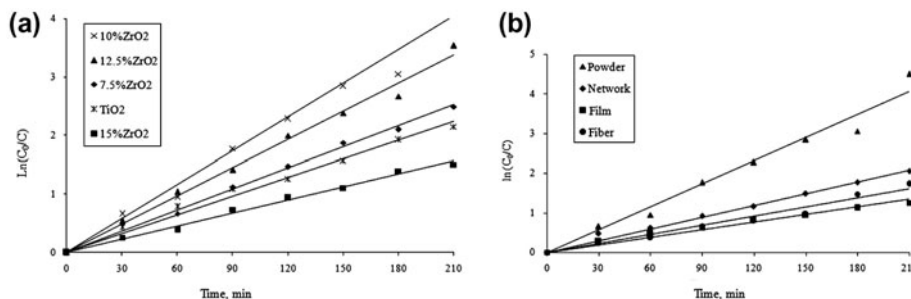 (a)
Ln(C₀/C)
4
3
2
1
0
10%ZrO2
12.5%ZrO2
7.5%ZrO2
TiO2
15%ZrO2
0 30 60 90 120 150 180 210
Time, min
(b)
ln(C₀/C)
5
4
3
2
1
0
Powder
Network
Film
Fiber
0 30 60 90 120 150 180 210
Time, min